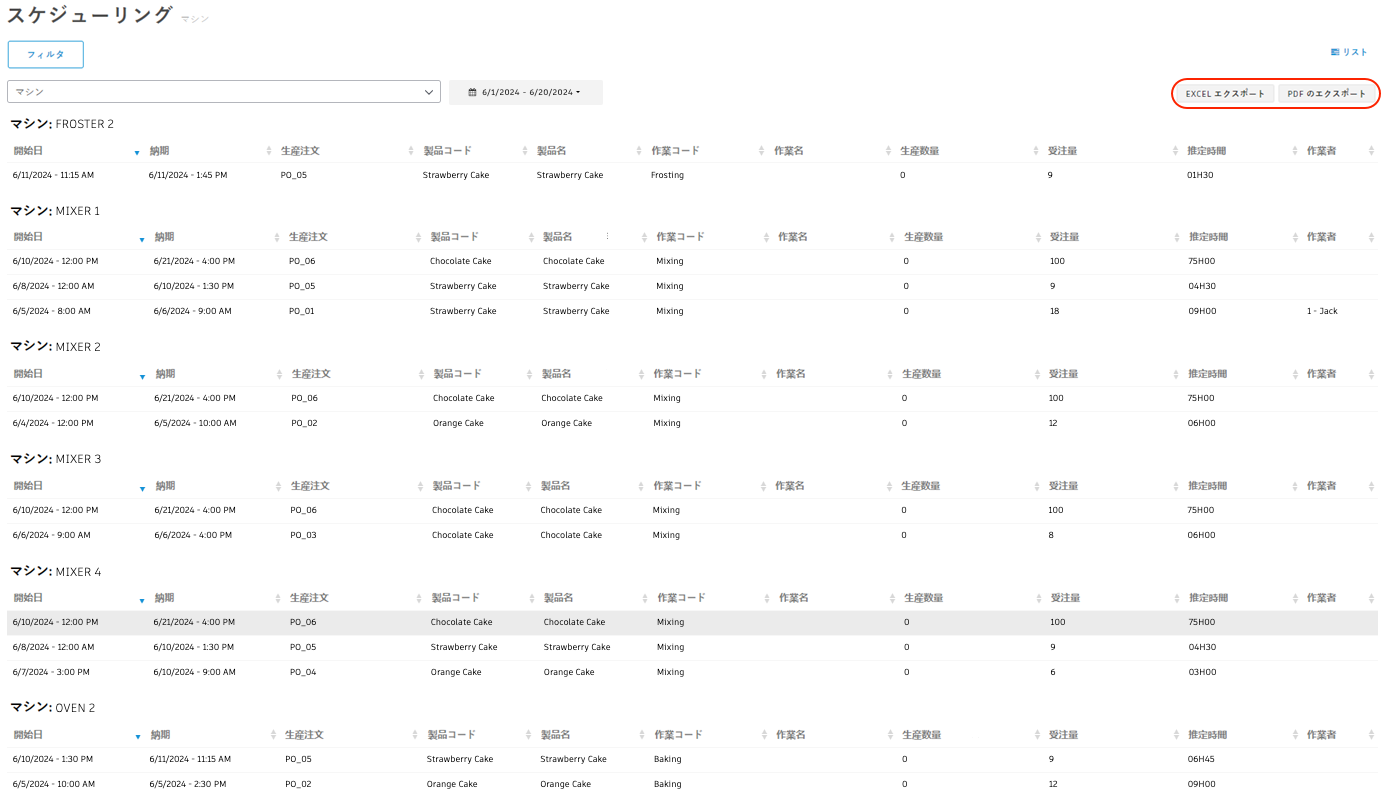 スケジューリング マシン
フィルタ
リスト
マシン 6/1/2024 - 6/20/2024 EXCEL エクスポート PDF のエクスポート
マシン: FROSTER 2
開始日 納期 生産注文 製品コード 製品名 作業コード 作業名 生産数量 受注量 推定時間 作業者
6/11/2024 - 11:15 AM 6/11/2024 - 1:45 PM PO_05 Strawberry Cake Strawberry Cake Frosting 0 9 01H30
マシン: MIXER 1
開始日 納期 生産注文 製品コード 製品名 作業コード 作業名 生産数量 受注量 推定時間 作業者
6/10/2024 - 12:00 PM 6/21/2024 - 4:00 PM PO_06 Chocolate Cake Chocolate Cake Mixing 0 100 75H00
6/8/2024 - 12:00 AM 6/10/2024 - 1:30 PM PO_05 Strawberry Cake Strawberry Cake Mixing 0 9 04H30
6/5/2024 - 8:00 AM 6/6/2024 - 9:00 AM PO_01 Strawberry Cake Strawberry Cake Mixing 0 18 09H00 1 - Jack
マシン: MIXER 2
開始日 納期 生産注文 製品コード 製品名 作業コード 作業名 生産数量 受注量 推定時間 作業者
6/10/2024 - 12:00 PM 6/21/2024 - 4:00 PM PO_06 Chocolate Cake Chocolate Cake Mixing 0 100 75H00
6/4/2024 - 12:00 PM 6/5/2024 - 10:00 AM PO_02 Orange Cake Orange Cake Mixing 0 12 06H00
マシン: MIXER 3
開始日 納期 生産注文 製品コード 製品名 作業コード 作業名 生産数量 受注量 推定時間 作業者
6/10/2024 - 12:00 PM 6/21/2024 - 4:00 PM PO_06 Chocolate Cake Chocolate Cake Mixing 0 100 75H00
6/6/2024 - 9:00 AM 6/6/2024 - 4:00 PM PO_03 Chocolate Cake Chocolate Cake Mixing 0 8 06H00
マシン: MIXER 4
開始日 納期 生産注文 製品コード 製品名 作業コード 作業名 生産数量 受注量 推定時間 作業者
6/10/2024 - 12:00 PM 6/21/2024 - 4:00 PM PO_06 Chocolate Cake Chocolate Cake Mixing 0 100 75H00
6/8/2024 - 12:00 AM 6/10/2024 - 1:30 PM PO_05 Strawberry Cake Strawberry Cake Mixing 0 9 04H30
6/7/2024 - 3:00 PM 6/10/2024 - 9:00 AM PO_04 Orange Cake Orange Cake Mixing 0 6 03H00
マシン: OVEN 2
開始日 納期 生産注文 製品コード 製品名 作業コード 作業名 生産数量 受注量 推定時間 作業者
6/10/2024 - 1:30 PM 6/11/2024 - 11:15 AM PO_05 Strawberry Cake Strawberry Cake Baking 0 9 06H45
6/5/2024 - 10:00 AM 6/5/2024 - 2:30 PM PO_02 Orange Cake Orange Cake Baking 0 12 09H00